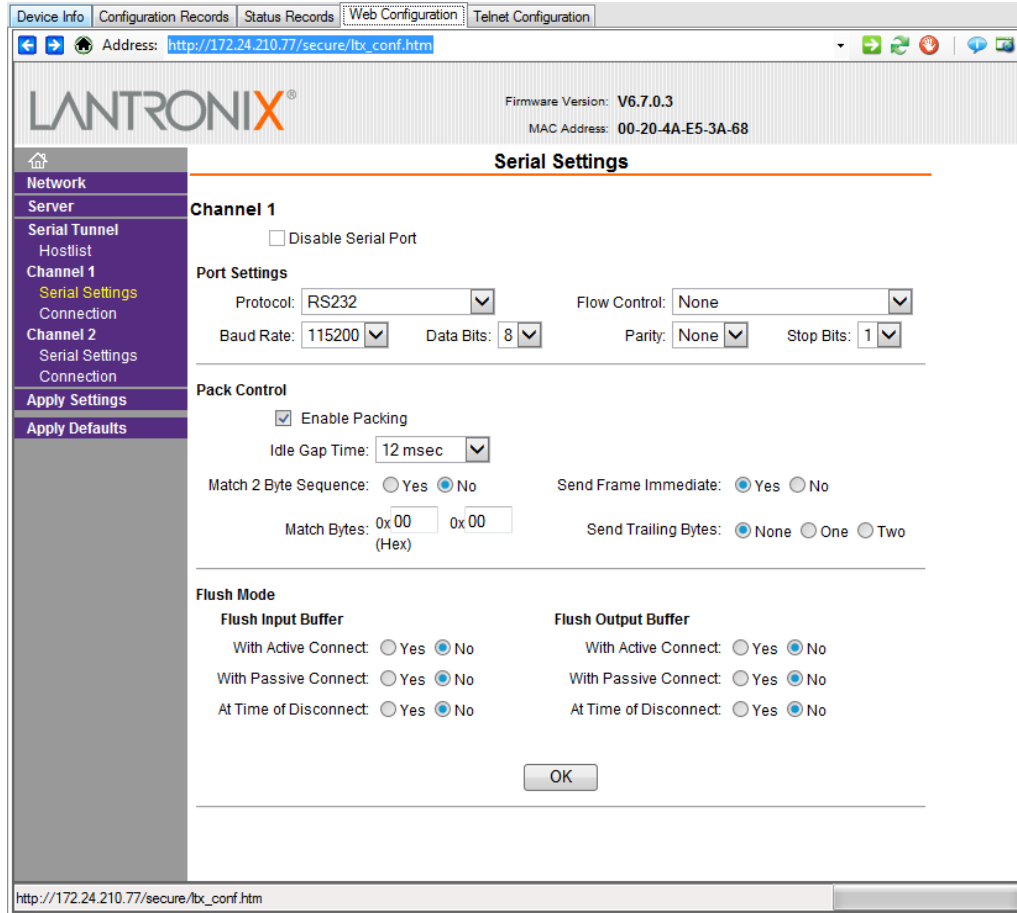 Device Info Configuration Records Status Records Web Configuration Telnet Configuration
Address: http://172.24.210.77/secure/ltx_conf.htm
LANTRONIX®
Firmware Version: V6.7.0.3
MAC Address: 00-20-4A-E5-3A-68
Network
Server
Serial Tunnel
Hostlist
Channel 1
Serial Settings
Connection
Channel 2
Serial Settings
Connection
Apply Settings
Apply Defaults
Serial Settings
Channel 1
Disable Serial Port
Port Settings
Protocol: RS232 Flow Control: None
Baud Rate: 115200 Data Bits: 8 Parity: None Stop Bits: 1
Pack Control
Enable Packing
Idle Gap Time: 12 msec
Match 2 Byte Sequence: Yes No Send Frame Immediate: Yes No
Match Bytes: 0x 00 0x 00 Send Trailing Bytes: None One Two
(Hex)
Flush Mode
Flush Input Buffer Flush Output Buffer
With Active Connect: Yes No With Active Connect: Yes No
With Passive Connect: Yes No With Passive Connect: Yes No
At Time of Disconnect: Yes No At Time of Disconnect: Yes No
OK
http://172.24.210.77/secure/ltx_conf.htm